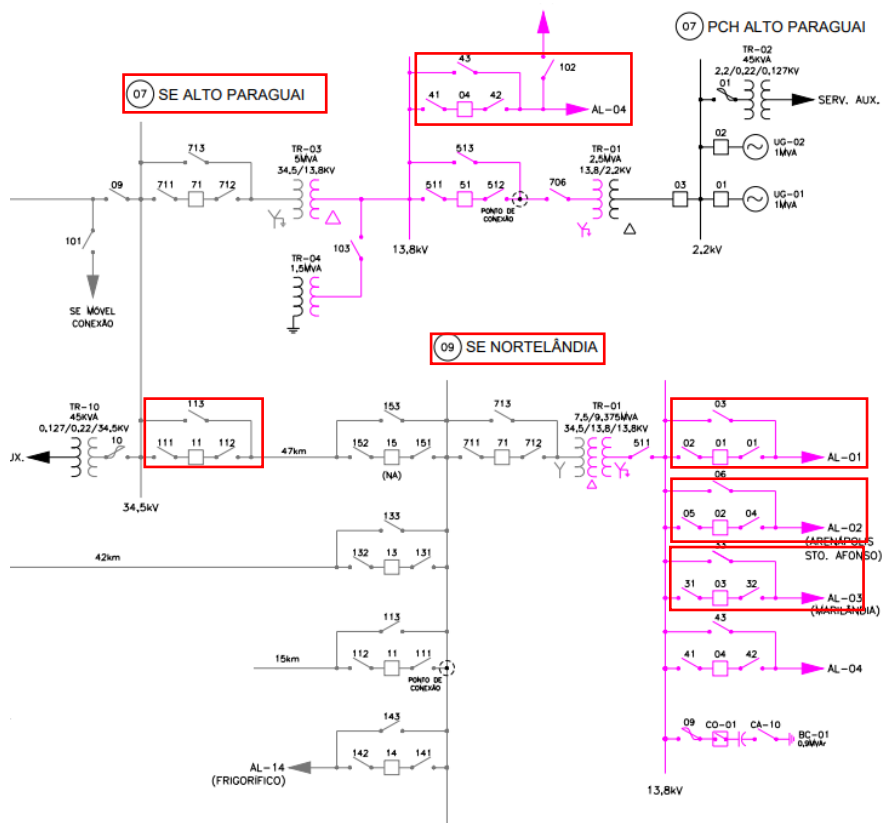 07 PCH ALTO PARAGUAI
TR-02
45KVA
2,2/0,22/0,127KV
01
SERV. AUX.
43
102
41 04 42
AL-04
07 SE ALTO PARAGUAI
02
UG-02
1MVA
713
TR-03
5MVA
34,5/13,8KV
513
TR-01
2,5MVA
13,8/2,2KV
09
711 71 712
511 51 512
PONTO DE
CONEXÃO
706
03
01
UG-01
1MVA
101
103
13,8kV
2,2kV
TR-04
1,5MVA
SE MÓVEL
CONEXÃO
09 SE NORTELÂNDIA
TR-10
45KVA
0,127/0,22/34,5KV
113
153
713
TR-01
7,5/9,375MVA
34,5/13,8/13,8KV
03
UX.
10
111 11 112
47km
152 15 151
(NA)
711 71 712
511
02 01 01
AL-01
34,5kV
06
133
05 02 04
AL-02
(ARENÁPOLIS
STO. AFONSO)
42km
132 13 131
33
31 03 32
AL-03
(MARILÂNDIA)
113
43
15km
112 11 111
PONTO DE
CONEXÃO
41 04 42
AL-04
143
09 CO-01 CA-10
BC-01
0,9MVAr
AL-14
(FRIGORÍFICO)
142 14 141
13,8kV